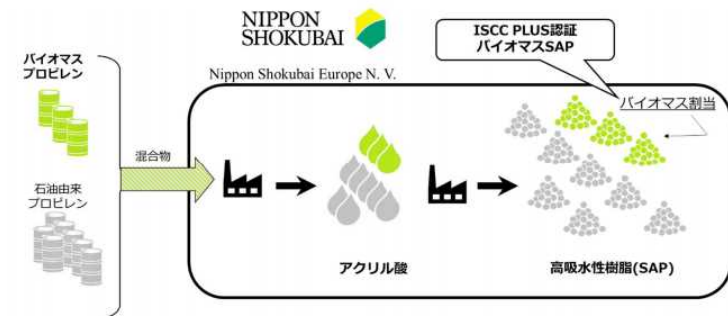 NIPPON
SHOKUBAI
Nippon Shokubai Europe N. V.
ISCC PLUS認証
バイオマスSAP
バイオマス割当
バイオマス
プロピレン
混合物
石油由来
プロピレン
アクリル酸
高吸水性樹脂(SAP)